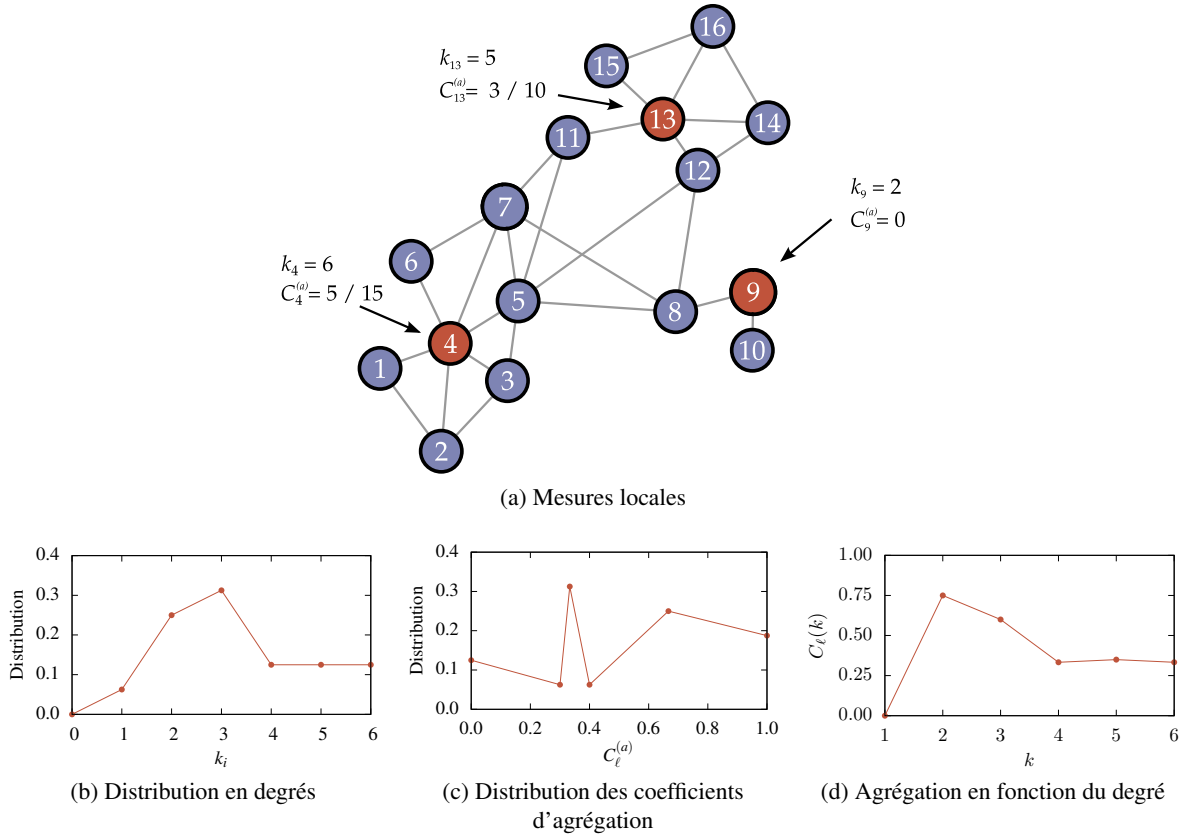 16
k₁₃ = 5
15
C₁₃⁽ᵃ⁾= 3 / 10
13
14
11
12
k₉ = 2
7
C₉⁽ᵃ⁾= 0
6
k₄ = 6
C₄⁽ᵃ⁾= 5 / 15
5
9
8
4
10
1
3
2
(a) Mesures locales
Distribution
0.4
0.3
0.2
0.1
0.0
0 1 2 3 4 5 6
kᵢ
(b) Distribution en degrés
Distribution
0.4
0.3
0.2
0.1
0.0
0.0 0.2 0.4 0.6 0.8 1.0
C_ℓ⁽ᵃ⁾
(c) Distribution des coefficients
d'agrégation
C_ℓ(k)
1.00
0.75
0.50
0.25
0.00
1 2 3 4 5 6
k
(d) Agrégation en fonction du degré